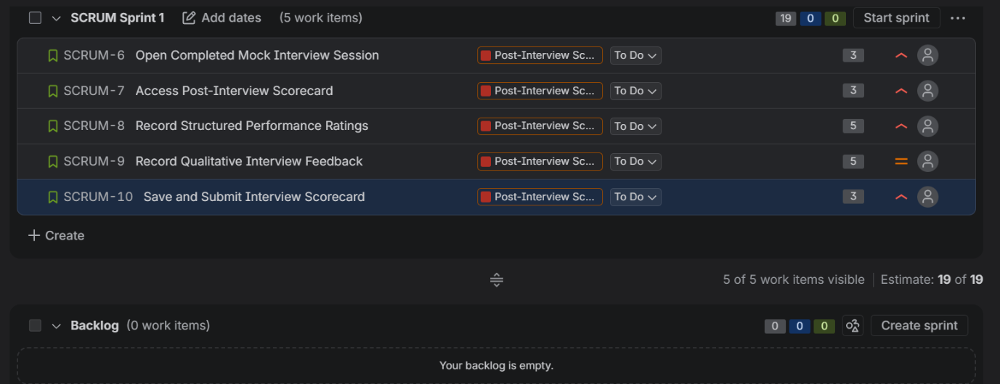 SCRUM Sprint 1 Add dates (5 work items) 19 0 0 Start sprint
SCRUM-6 Open Completed Mock Interview Session Post-Interview Sc... To Do 3
SCRUM-7 Access Post-Interview Scorecard Post-Interview Sc... To Do 3
SCRUM-8 Record Structured Performance Ratings Post-Interview Sc... To Do 5
SCRUM-9 Record Qualitative Interview Feedback Post-Interview Sc... To Do 5
SCRUM-10 Save and Submit Interview Scorecard Post-Interview Sc... To Do 3
Create
5 of 5 work items visible Estimate: 19 of 19
Backlog (0 work items) 0 0 0 Create sprint
Your backlog is empty.